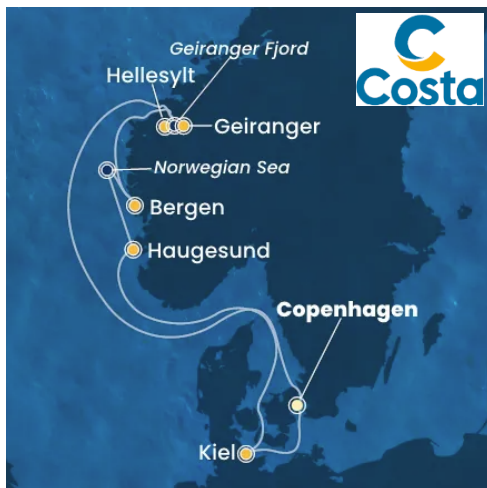 Geiranger Fjord
Costa
Hellesylt
Geiranger
Norwegian Sea
Bergen
Haugesund
Copenhagen
Kiel